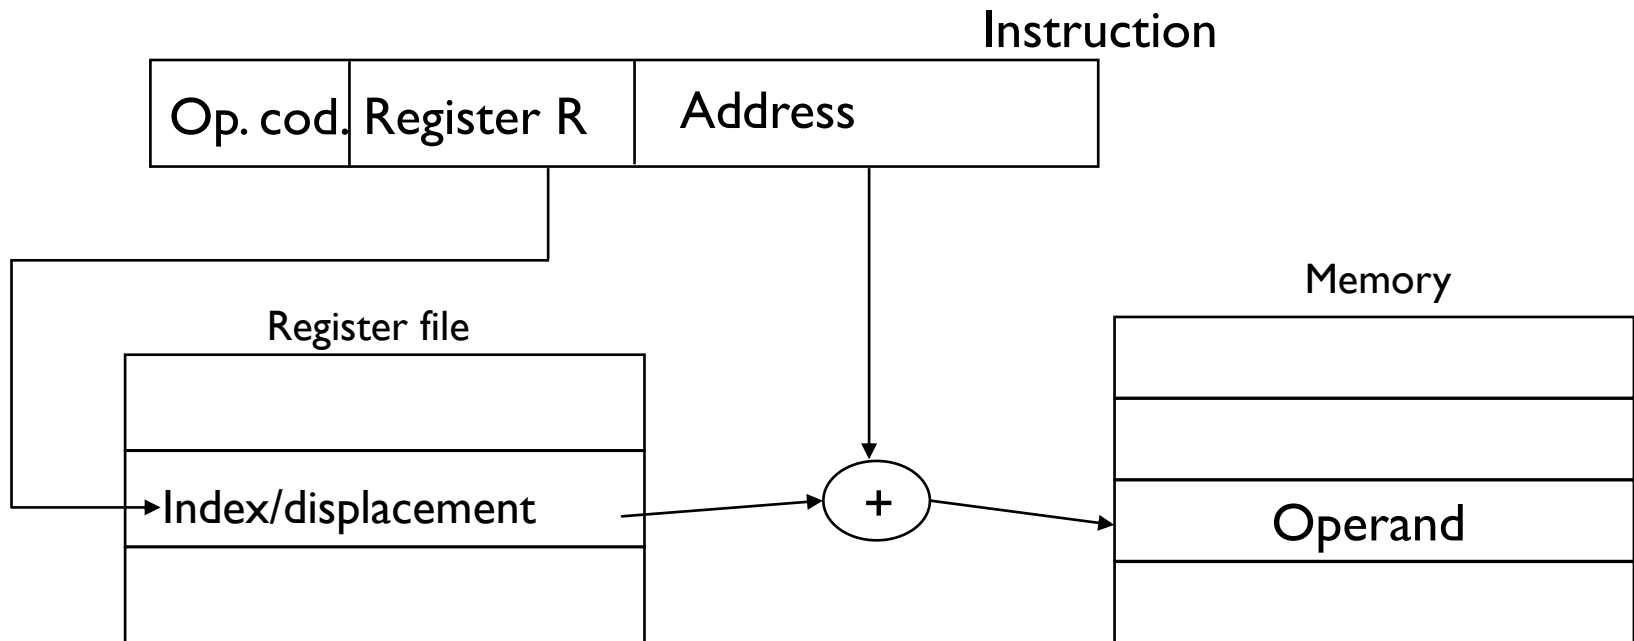 Instruction
Op. cod. Register R Address
Memory
Register file
Index/displacement
+
Operand